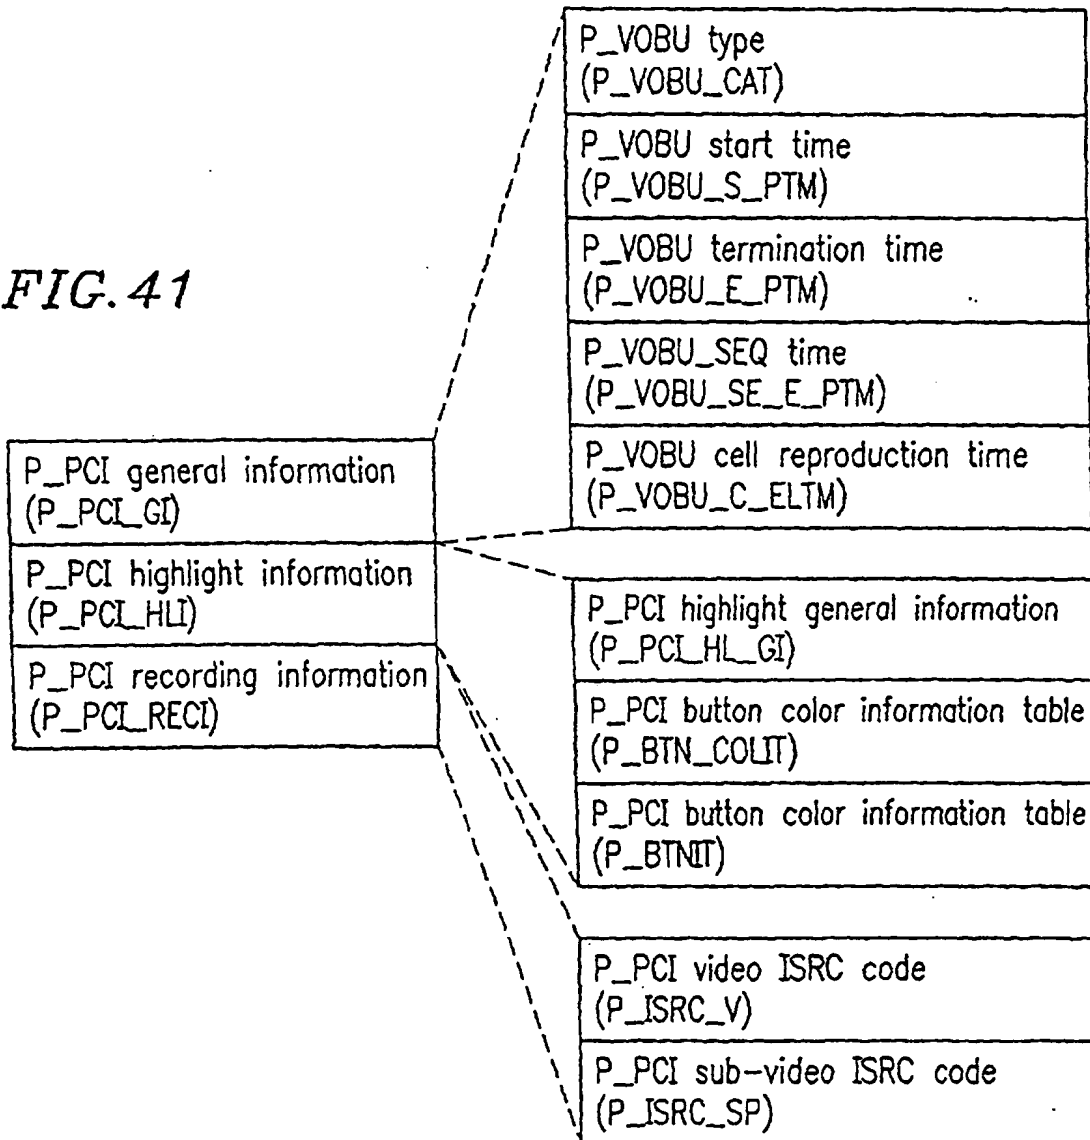 FIG. 41
P_PCI general information
(P_PCI_GI)
P_PCI highlight information
(P_PCI_HLI)
P_PCI recording information
(P_PCI_RECI)
P_VOBU type
(P_VOBU_CAT)
P_VOBU start time
(P_VOBU_S_PTM)
P_VOBU termination time
(P_VOBU_E_PTM)
P_VOBU_SEQ time
(P_VOBU_SE_E_PTM)
P_VOBU cell reproduction time
(P_VOBU_C_ELTM)
P_PCI highlight general information
(P_PCI_HL_GI)
P_PCI button color information table
(P_BTN_COLIT)
P_PCI button color information table
(P_BTNIT)
P_PCI video ISRC code
(P_ISRC_V)
P_PCI sub-video ISRC code
(P_ISRC_SP)